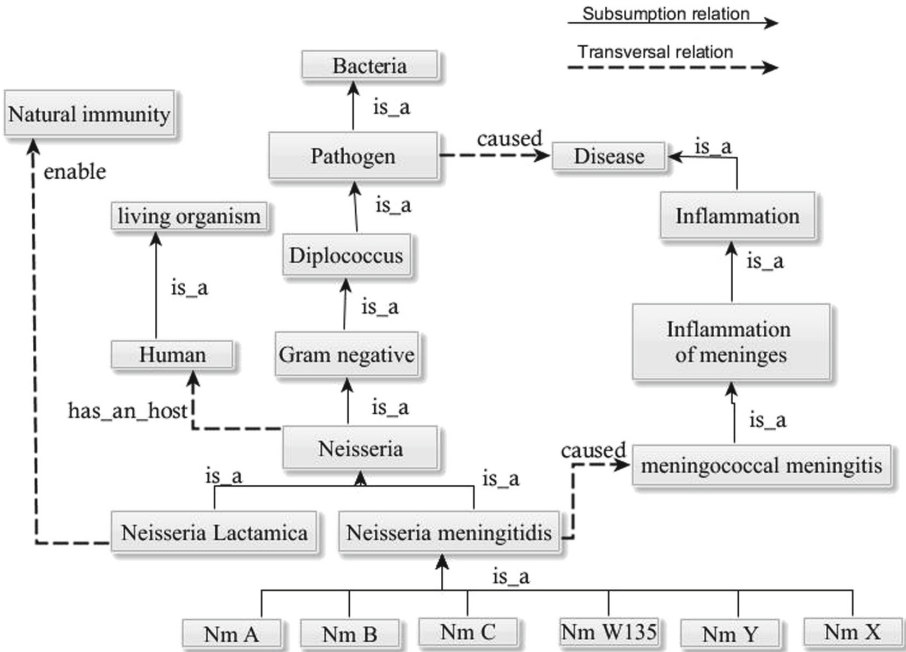 Subsumption relation
Transversal relation
Bacteria
is_a
Natural immunity
Pathogen
caused
Disease
is_a
enable
is_a
living organism
Inflammation
Diplococcus
is_a
is_a
is_a
Inflammation
of meninges
Human
Gram negative
has_an_host
is_a
is_a
Neisseria
caused
meningococcal meningitis
is_a
is_a
Neisseria Lactamica
Neisseria meningitidis
is_a
Nm A
Nm B
Nm C
Nm W135
Nm Y
Nm X